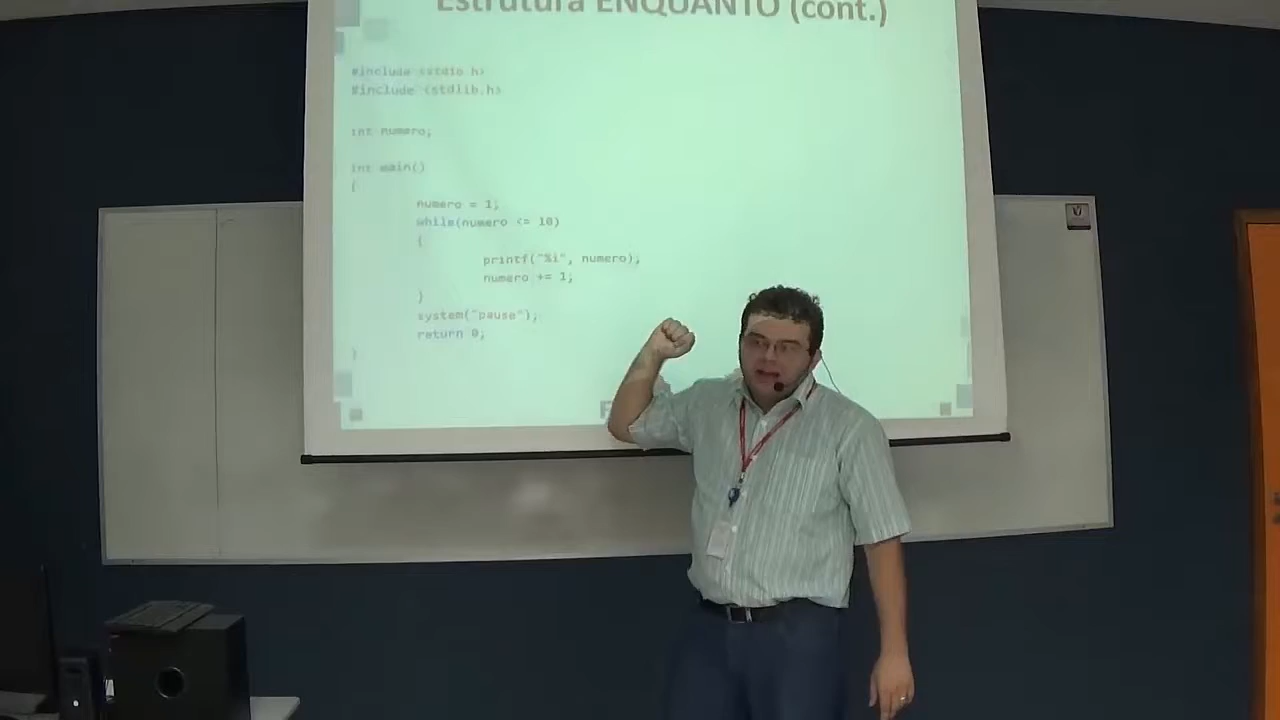 Estrutura ENQUANTO (cont.)
#include <stdio.h>
#include <stdlib.h>
int numero;
int main()
{
numero = 1;
while(numero <= 10)
{
printf("%i", numero);
numero += 1;
}
system("pause");
return 0;
}